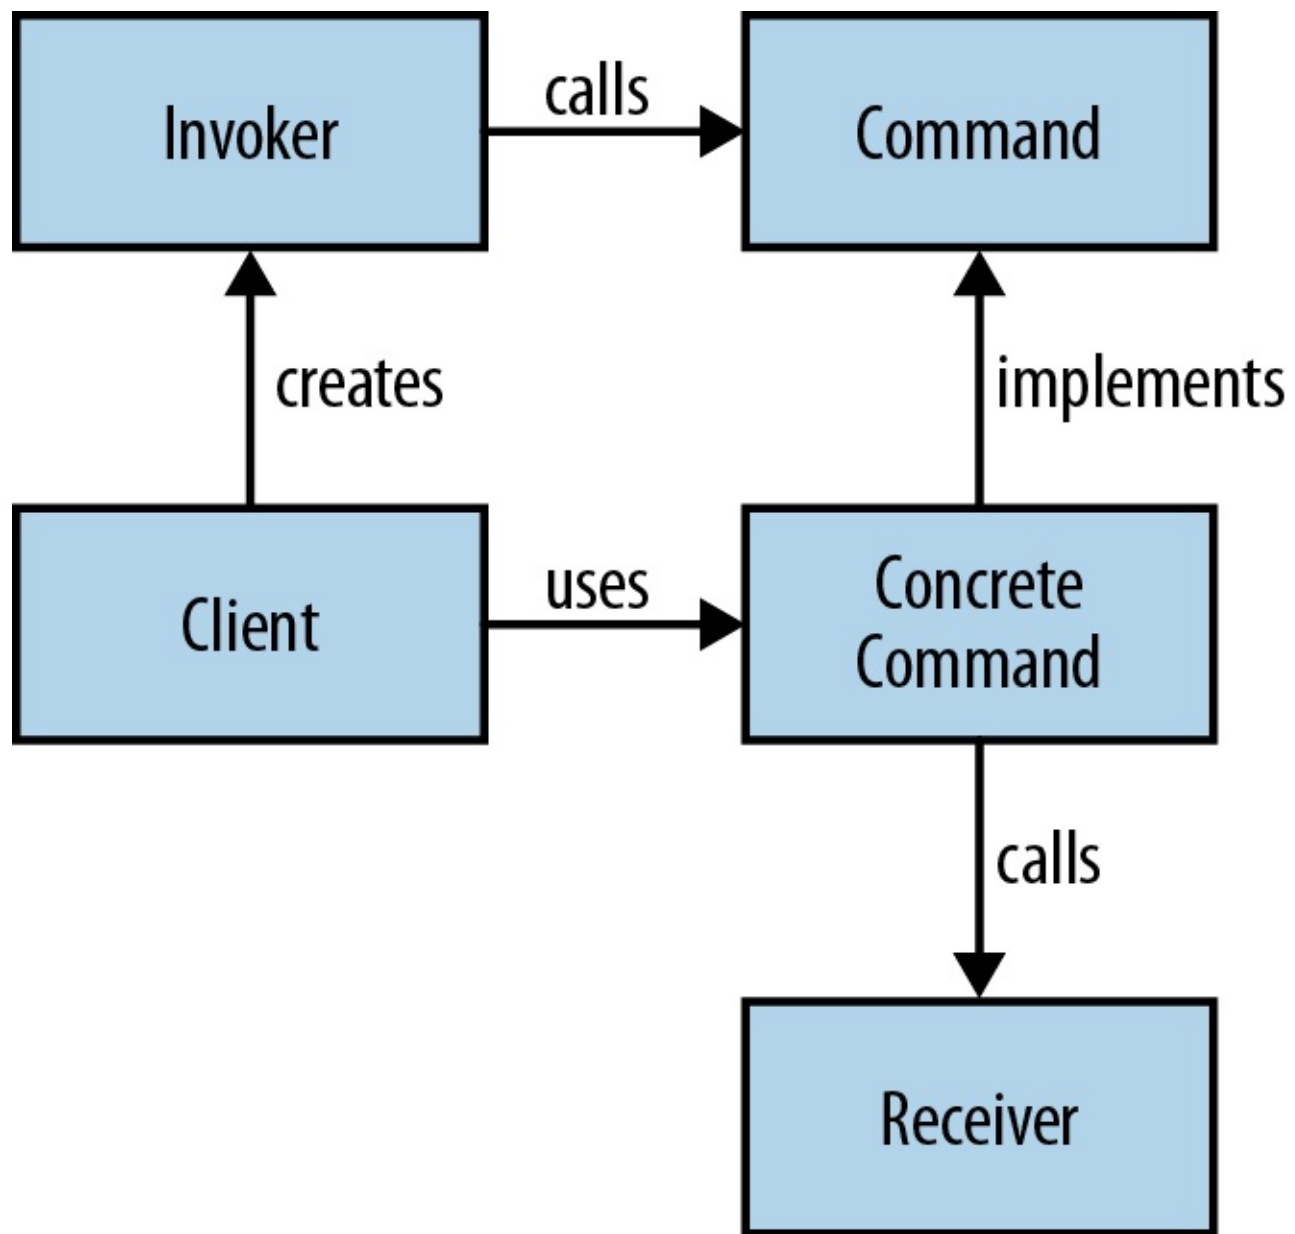 Invoker
calls
Command
creates
implements
Client
uses
Concrete
Command
calls
Receiver